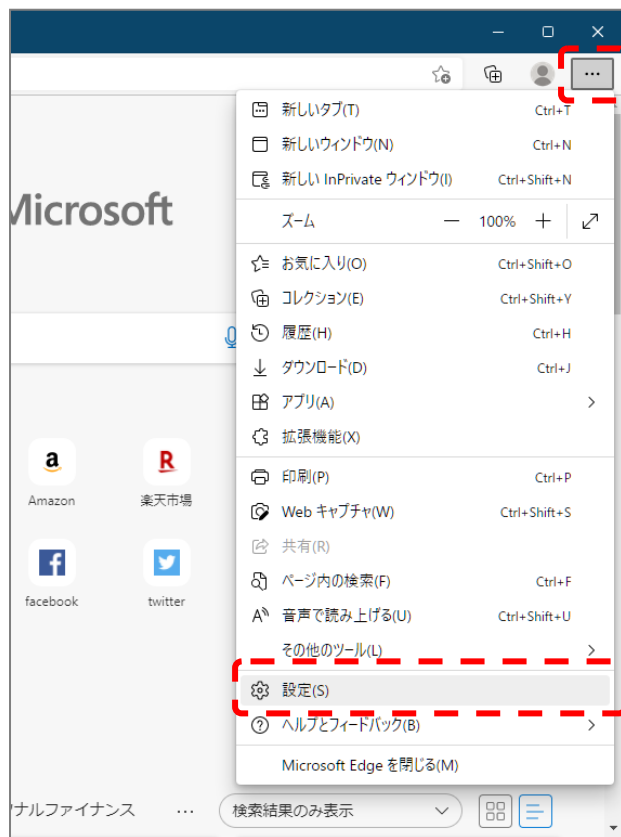 新しいタブ(T) Ctrl+T
新しいウィンドウ(N) Ctrl+N
新しい InPrivate ウィンドウ(I) Ctrl+Shift+N
Microsoft
ズーム 100%
お気に入り(O) Ctrl+Shift+O
コレクション(E) Ctrl+Shift+Y
履歴(H) Ctrl+H
ダウンロード(D) Ctrl+J
アプリ(A)
拡張機能(X)
a
R
印刷(P) Ctrl+P
Amazon
楽天市場
Web キャプチャ(W) Ctrl+Shift+S
共有(R)
ページ内の検索(F) Ctrl+F
facebook
twitter
音声で読み上げる(U) Ctrl+Shift+U
その他のツール(L)
設定(S)
ヘルプとフィードバック(B)
Microsoft Edge を閉じる(M)
ナルファイナンス ... 検索結果のみ表示